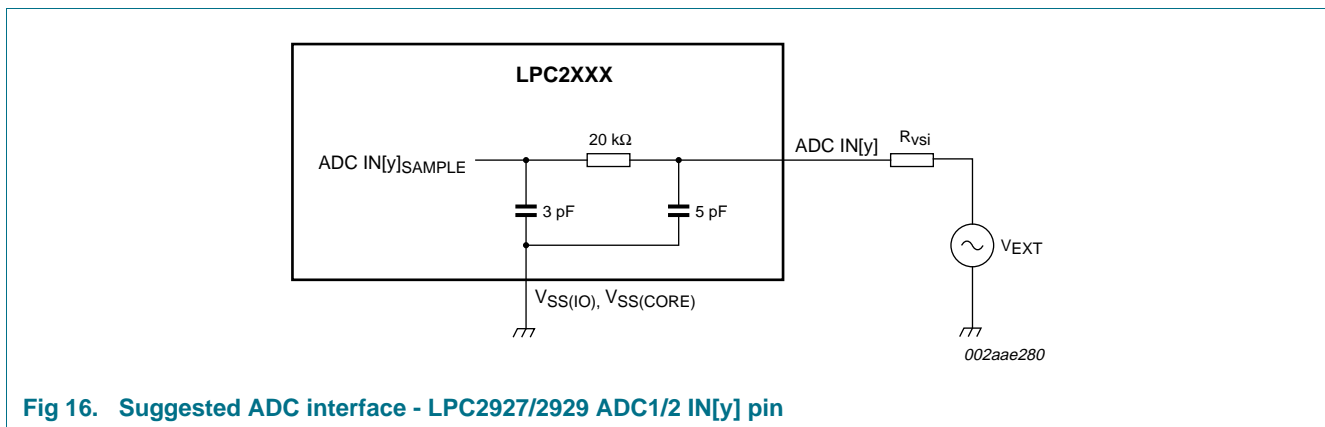 LPC2XXX
20 kΩ
ADC IN[y]
Rvsi
ADC IN[y]SAMPLE
3 pF
5 pF
VEXT
VSS(IO), VSS(CORE)
002aae280
Fig 16. Suggested ADC interface - LPC2927/2929 ADC1/2 IN[y] pin